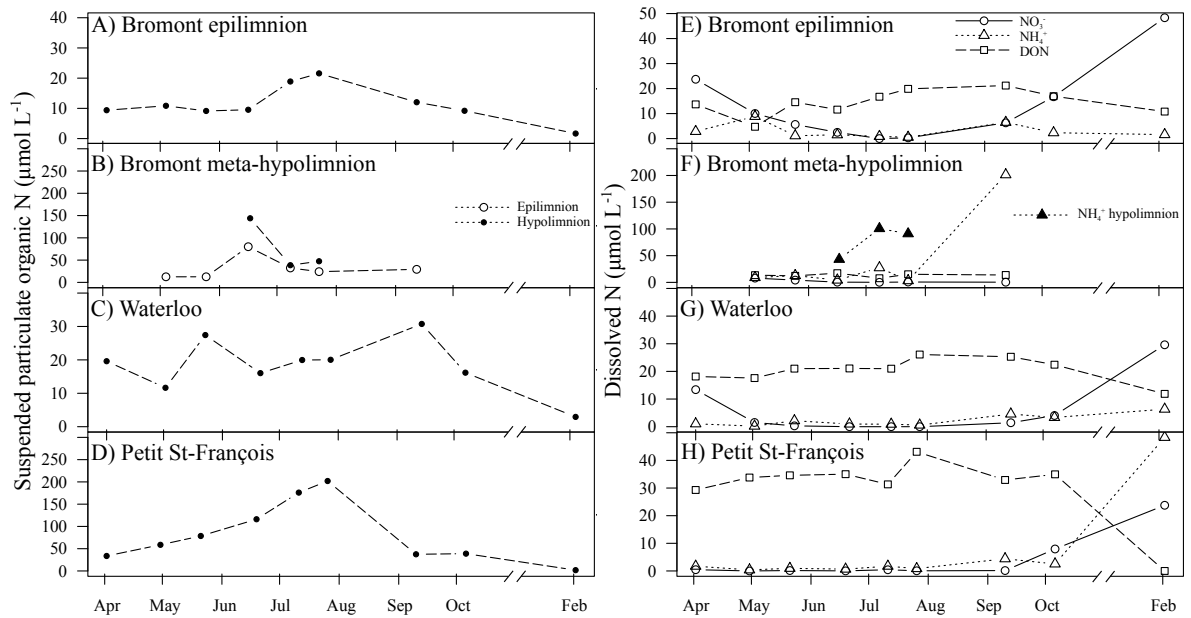 Suspended particulate organic N (µmol L⁻¹)
A) Bromont epilimnion
40
30
20
10
0
B) Bromont meta-hypolimnion
250
200
150
100
50
0
Epilimnion
Hypolimnion
C) Waterloo
30
20
10
0
D) Petit St-François
250
200
150
100
50
0
Apr May Jun Jul Aug Sep Oct Feb
Dissolved N (µmol L⁻¹)
E) Bromont epilimnion
50
40
30
20
10
0
NO₃⁻
NH₄⁺
DON
F) Bromont meta-hypolimnion
200
150
100
50
0
NH₄⁺ hypolimnion
G) Waterloo
40
30
20
10
0
H) Petit St-François
40
30
20
10
0
Apr May Jun Jul Aug Sep Oct Feb